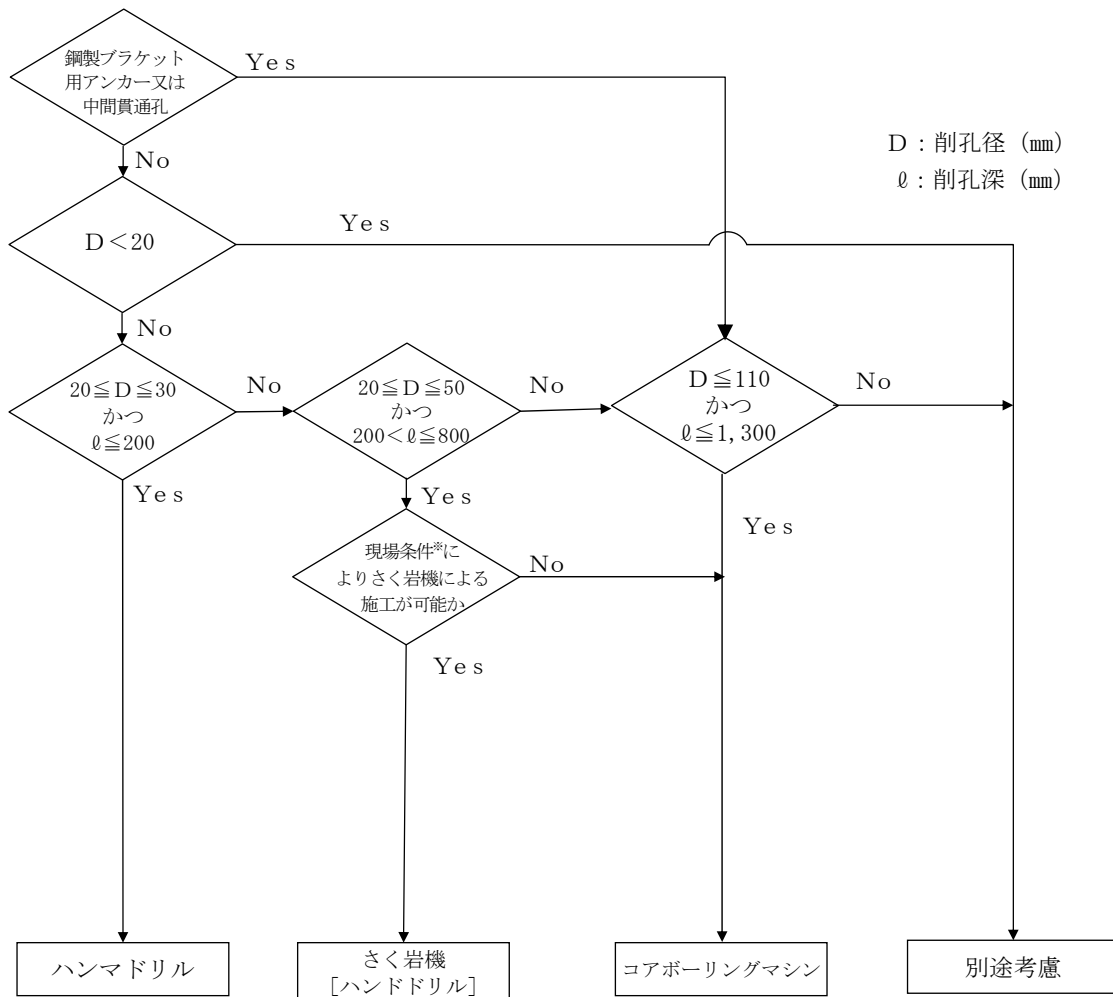 鋼製ブラケット
用アンカー又は
中間貫通孔
Yes
No
D：削孔径（㎜）
ℓ：削孔深（㎜）
D＜20
Yes
No
20≦D≦30
かつ
ℓ≦200
No
Yes
20≦D≦50
かつ
200＜ℓ≦800
No
Yes
D≦110
かつ
ℓ≦1,300
No
Yes
現場条件※に
よりさく岩機による
施工が可能か
No
Yes
ハンマドリル
さく岩機
［ハンドドリル］
コアボーリングマシン
別途考慮